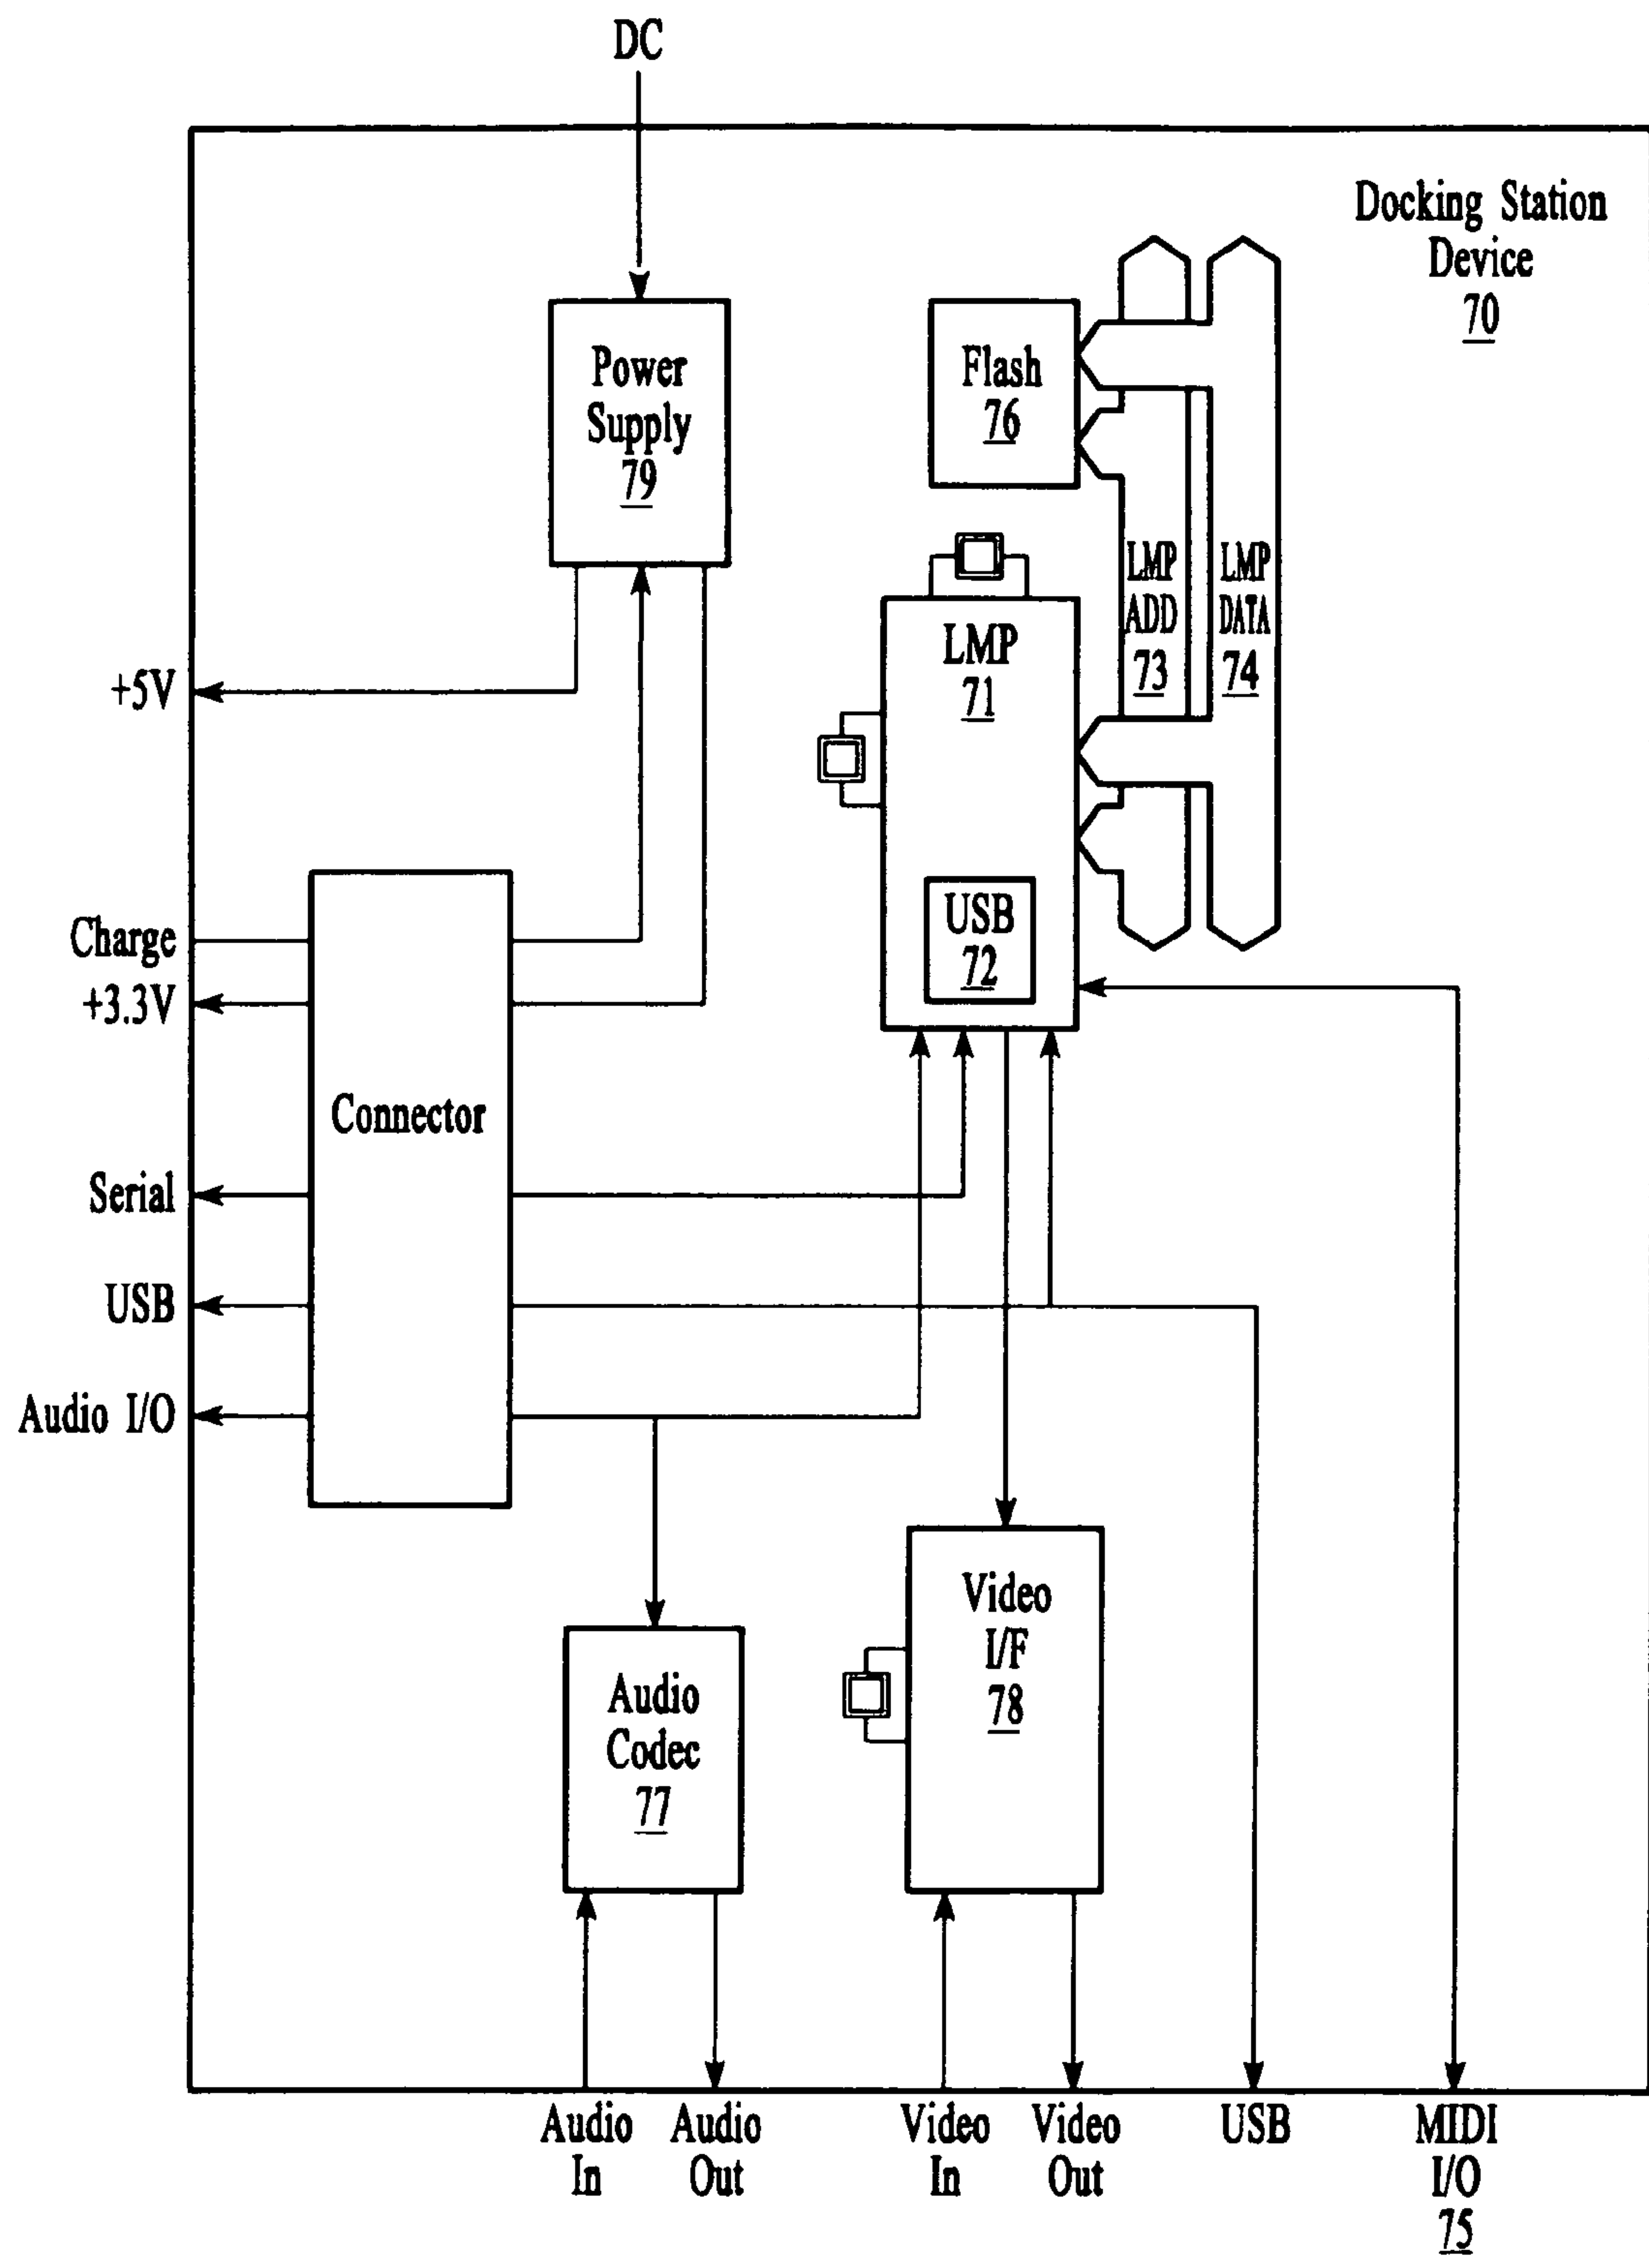 DC
Docking Station
Device
70
Power
Supply
79
Flash
76
LMP
ADD
73
LMP
DATA
74
LMP
71
+5V
USB
72
Charge
+3.3V
Connector
Serial
USB
Audio I/O
Video
I/F
78
Audio
Codec
77
Audio
In
Audio
Out
Video
In
Video
Out
USB
MIDI
I/O
75